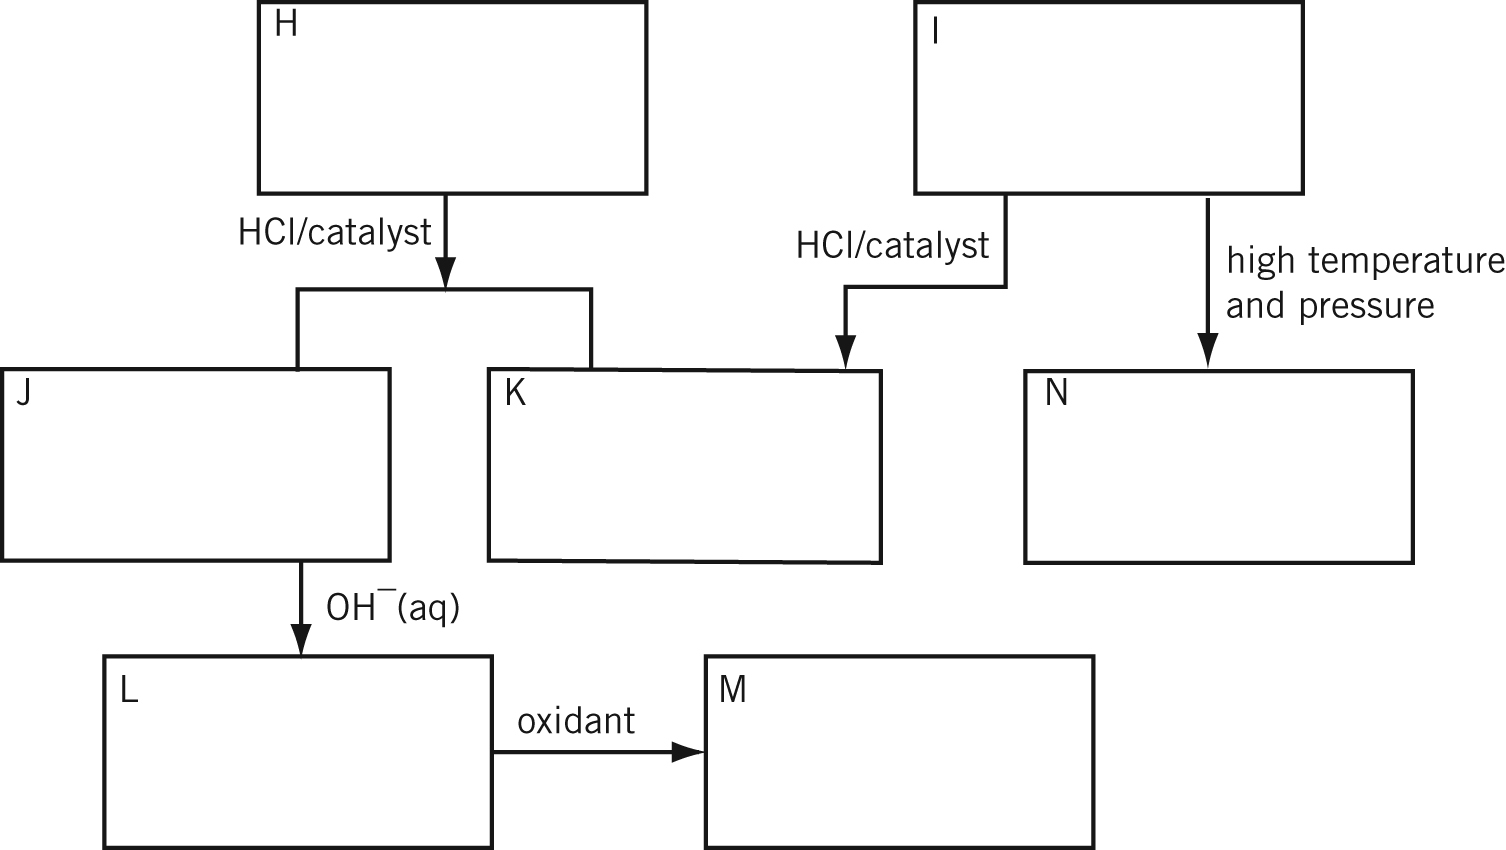 H
I
HCl/catalyst
HCl/catalyst
high temperature
and pressure
J
K
N
OH⁻(aq)
L
oxidant
M